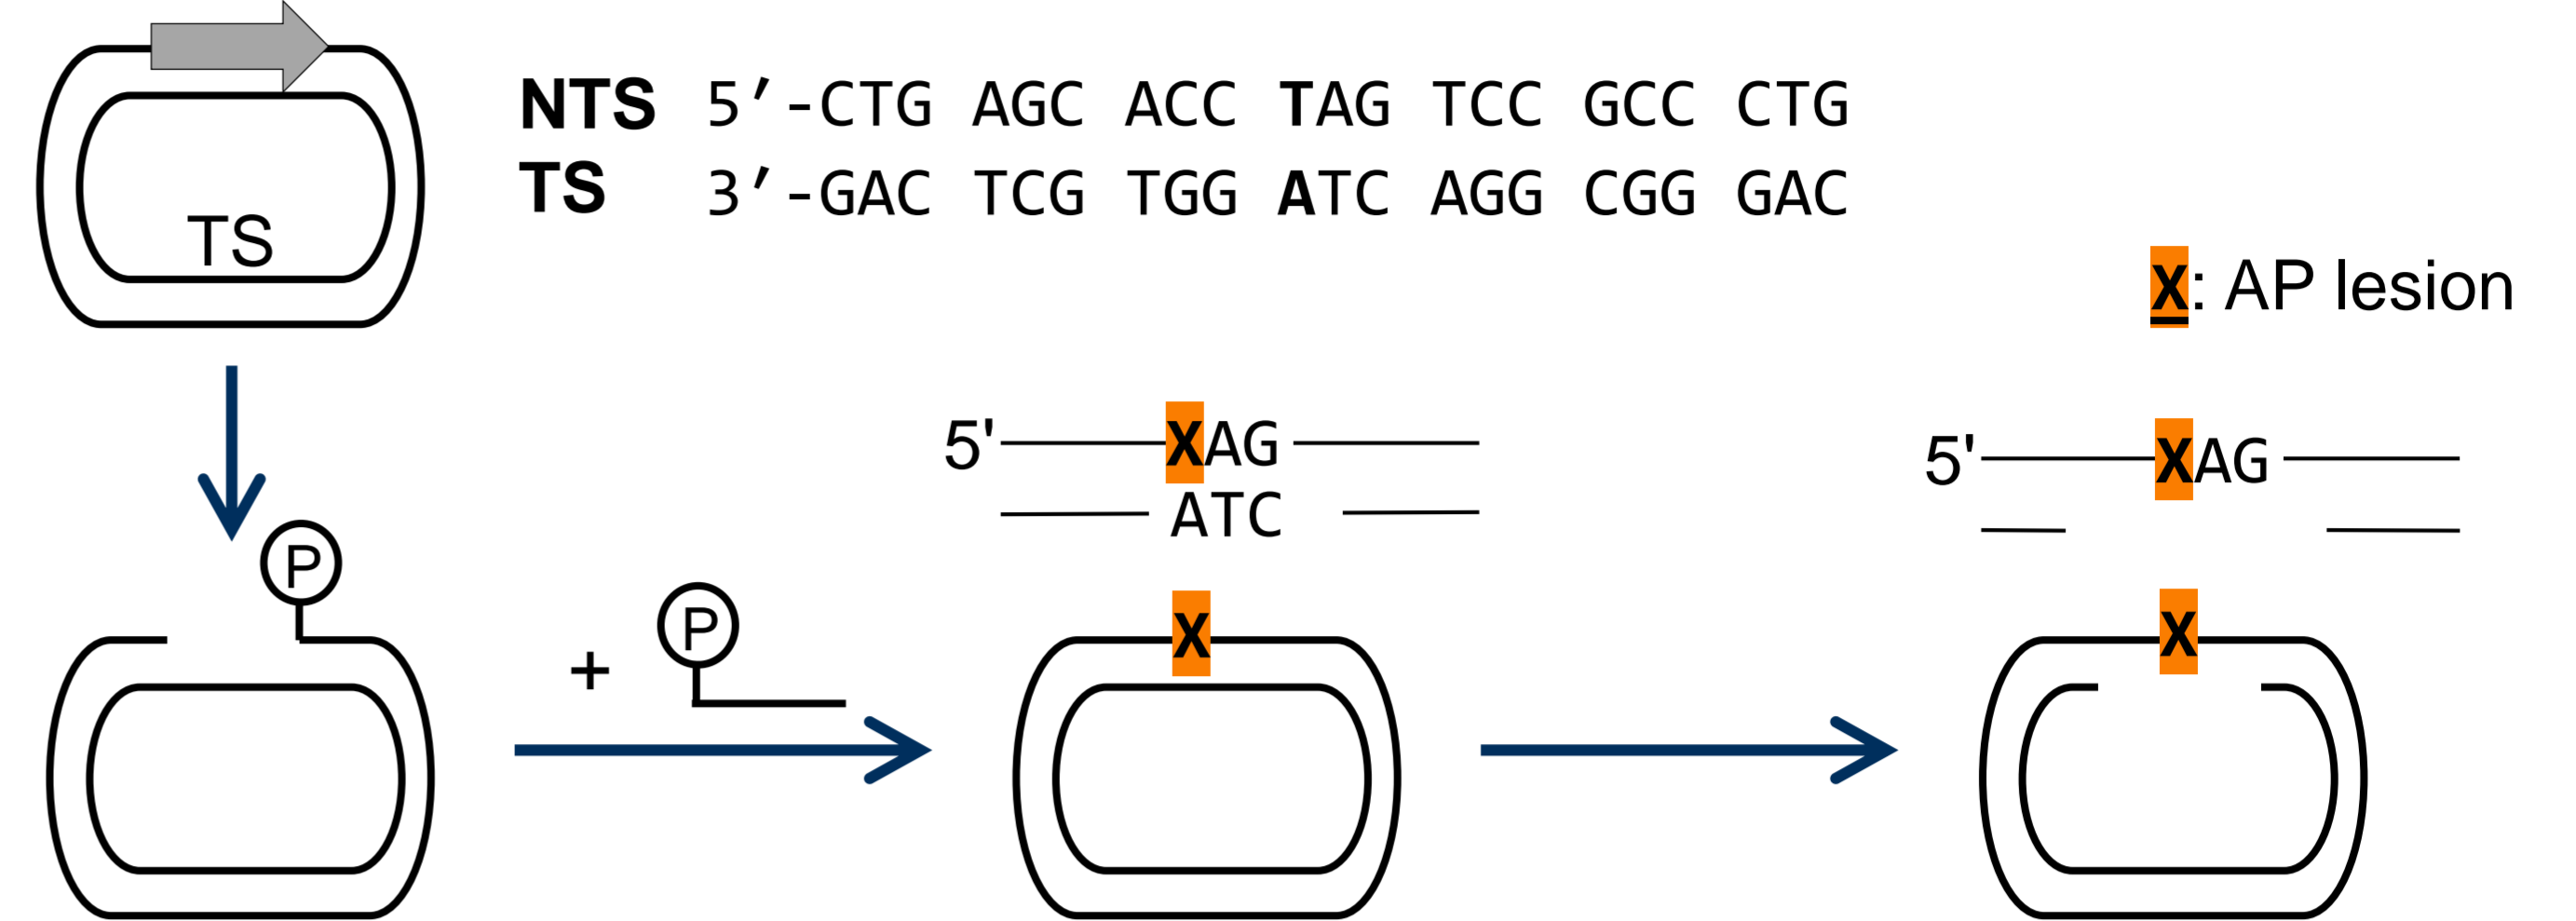 NTS 5′-CTG AGC ACC TAG TCC GCC CTG
TS 3′-GAC TCG TGG ATC AGG CGG GAC
TS
X: AP lesion
5'XAG
ATC
5'XAG
P
+ P
X
X